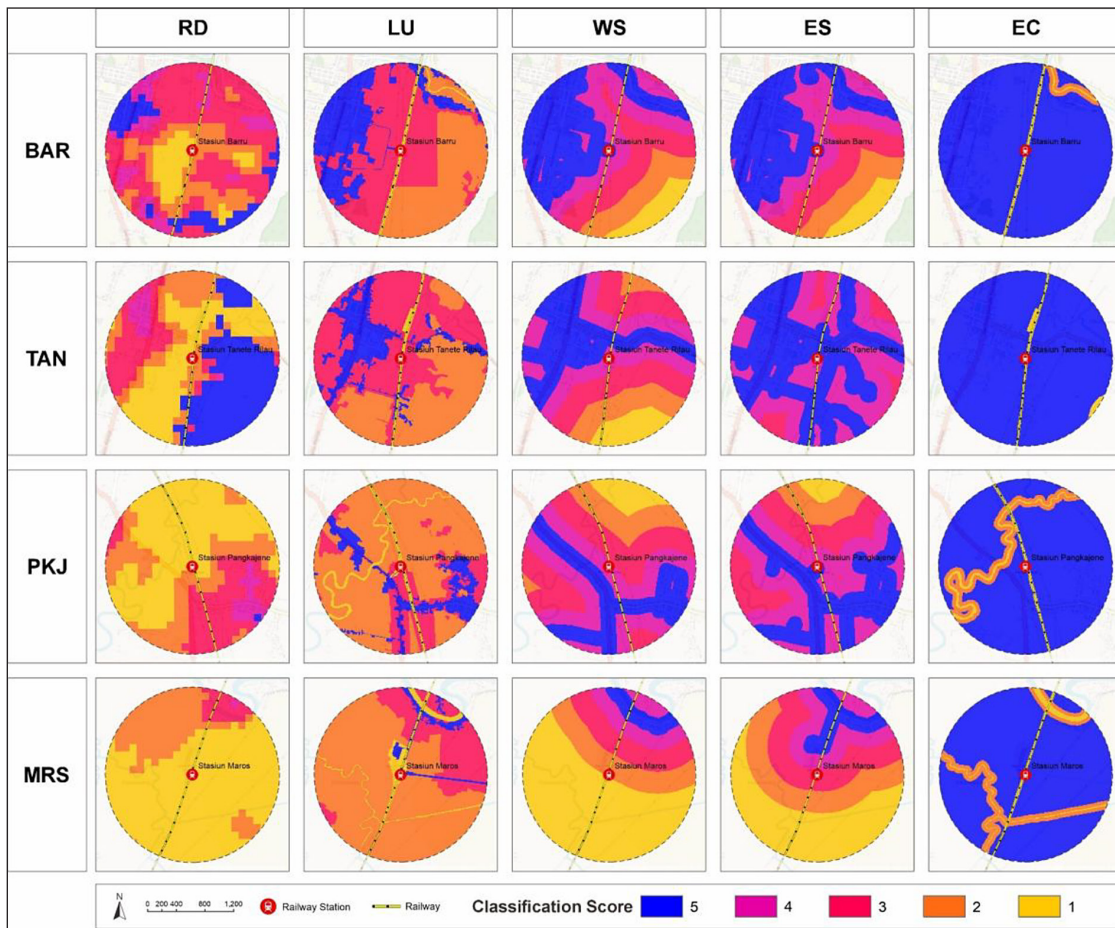 RD LU WS ES EC
BAR
Stasiun Barru Stasiun Barru Stasiun Barru Stasiun Barru Stasiun Barru
TAN
Stasiun Tanete Rilau Stasiun Tanete Rilau Stasiun Tanete Rilau Stasiun Tanete Rilau Stasiun Tanete Rilau
PKJ
Stasiun Pangkajene Stasiun Pangkajene Stasiun Pangkajene Stasiun Pangkajene Stasiun Pangkajene
MRS
Stasiun Maros Stasiun Maros Stasiun Maros Stasiun Maros Stasiun Maros
N
0 200 400 800 1,200 Railway Station Railway Classification Score 5 4 3 2 1